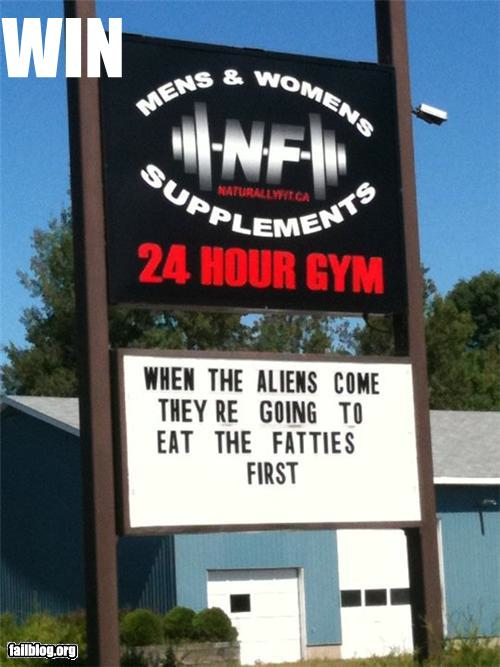 WIN
MENS & WOMENS
NF
NATURALLYFIT.CA
SUPPLEMENTS
24 HOUR GYM
WHEN THE ALIENS COME
THEY RE GOING TO
EAT THE FATTIES
FIRST
failblog.org